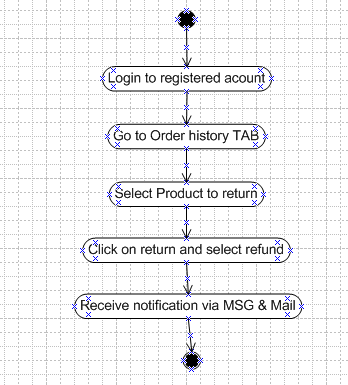 Login to registered acount
Go to Order history TAB
Select Product to return
Click on return and select refund
Receive notification via MSG & Mail